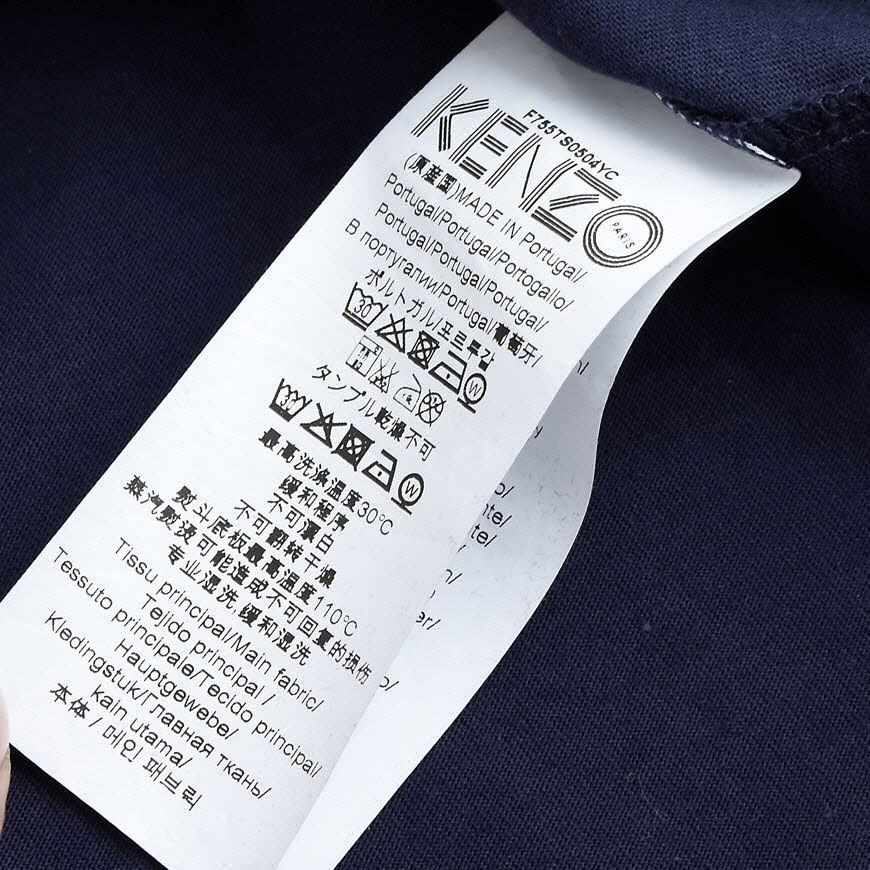 F755TS0504YC
KENZO
PARIS
(原産国)MADE IN Portugal/
Portugal/Portugal/Portogallo/
Portugal/Portugal/Portugal/
В португалии/Portugal/葡萄牙/
ポルトガル/포르투갈
30 W
タンブル乾燥不可
30 W
最高洗涤温度30℃
缓和程序
不可漂白
不可翻转干燥
熨斗底板最高温度110℃
蒸汽熨烫可能造成不可回复的损伤
专业湿洗,缓和湿洗
Tissu principal/Main fabric/
Tejido principal /
Tessuto principale/Tecido principal/
Hauptgewebe/
Kledingstuk/Главная ткань/
kain utama/
本体 / 메인 패브릭